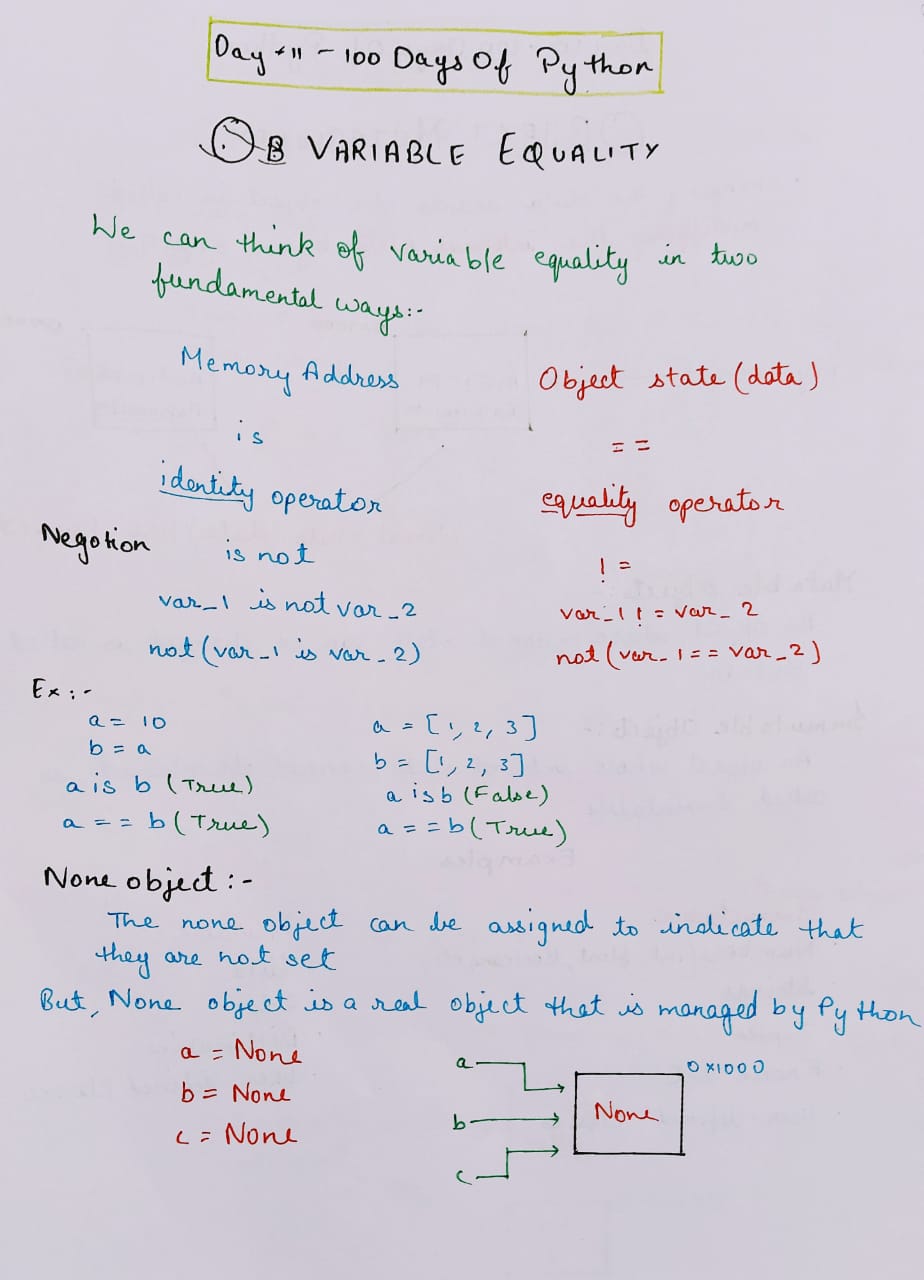 Day #11 - 100 Days Of Python
VARIABLE EQUALITY
We can think of variable equality in two
fundamental ways:-
Memory Address    Object state (data)
is    ==
identity operator    equality operator
Negotion    is not    !=
var_1 is not var_2    var_1 != var_2
not (var_1 is var_2)    not (var_1 == var_2)
Ex:-
a = 10    a = [1, 2, 3]
b = a    b = [1, 2, 3]
a is b (True)    a is b (False)
a == b (True)    a == b (True)
None object :-
The none object can be assigned to indicate that
they are not set
But, None object is a real object that is managed by Python
a = None    a    0x1000
b = None    b    None
c = None    c